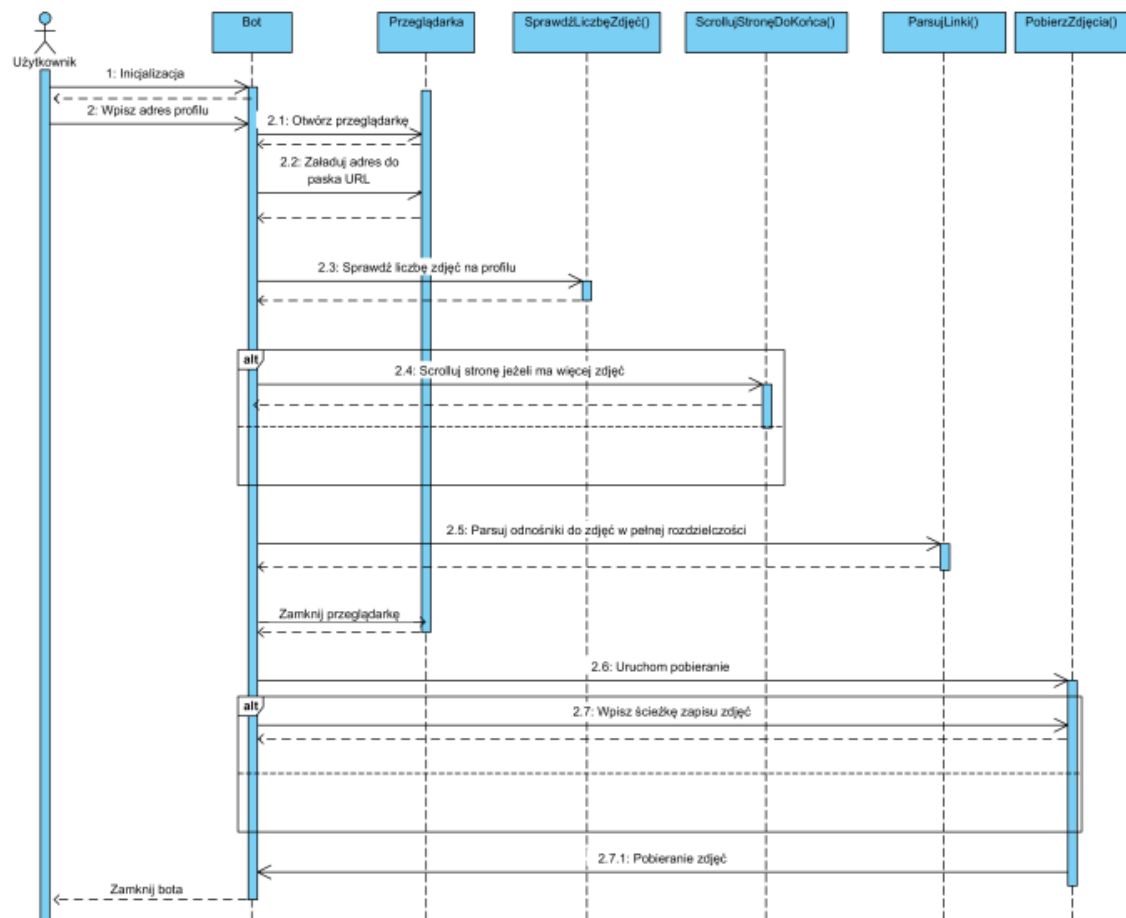 Bot
Przeglądarka
SprawdźLiczbęZdjęć()
ScrollujStronęDoKońca()
ParsujLinki()
PobierzZdjęcia()
Użytkownik
1: Inicjalizacja
2: Wpisz adres profilu
2.1: Otwórz przeglądarkę
2.2: Załaduj adres do
paska URL
2.3: Sprawdź liczbę zdjęć na profilu
alt
2.4: Scrolluj stronę jeżeli ma więcej zdjęć
2.5: Parsuj odnośniki do zdjęć w pełnej rozdzielczości
Zamknij przeglądarkę
2.6: Uruchom pobieranie
alt
2.7: Wpisz ścieżkę zapisu zdjęć
2.7.1: Pobieranie zdjęć
Zamknij bota